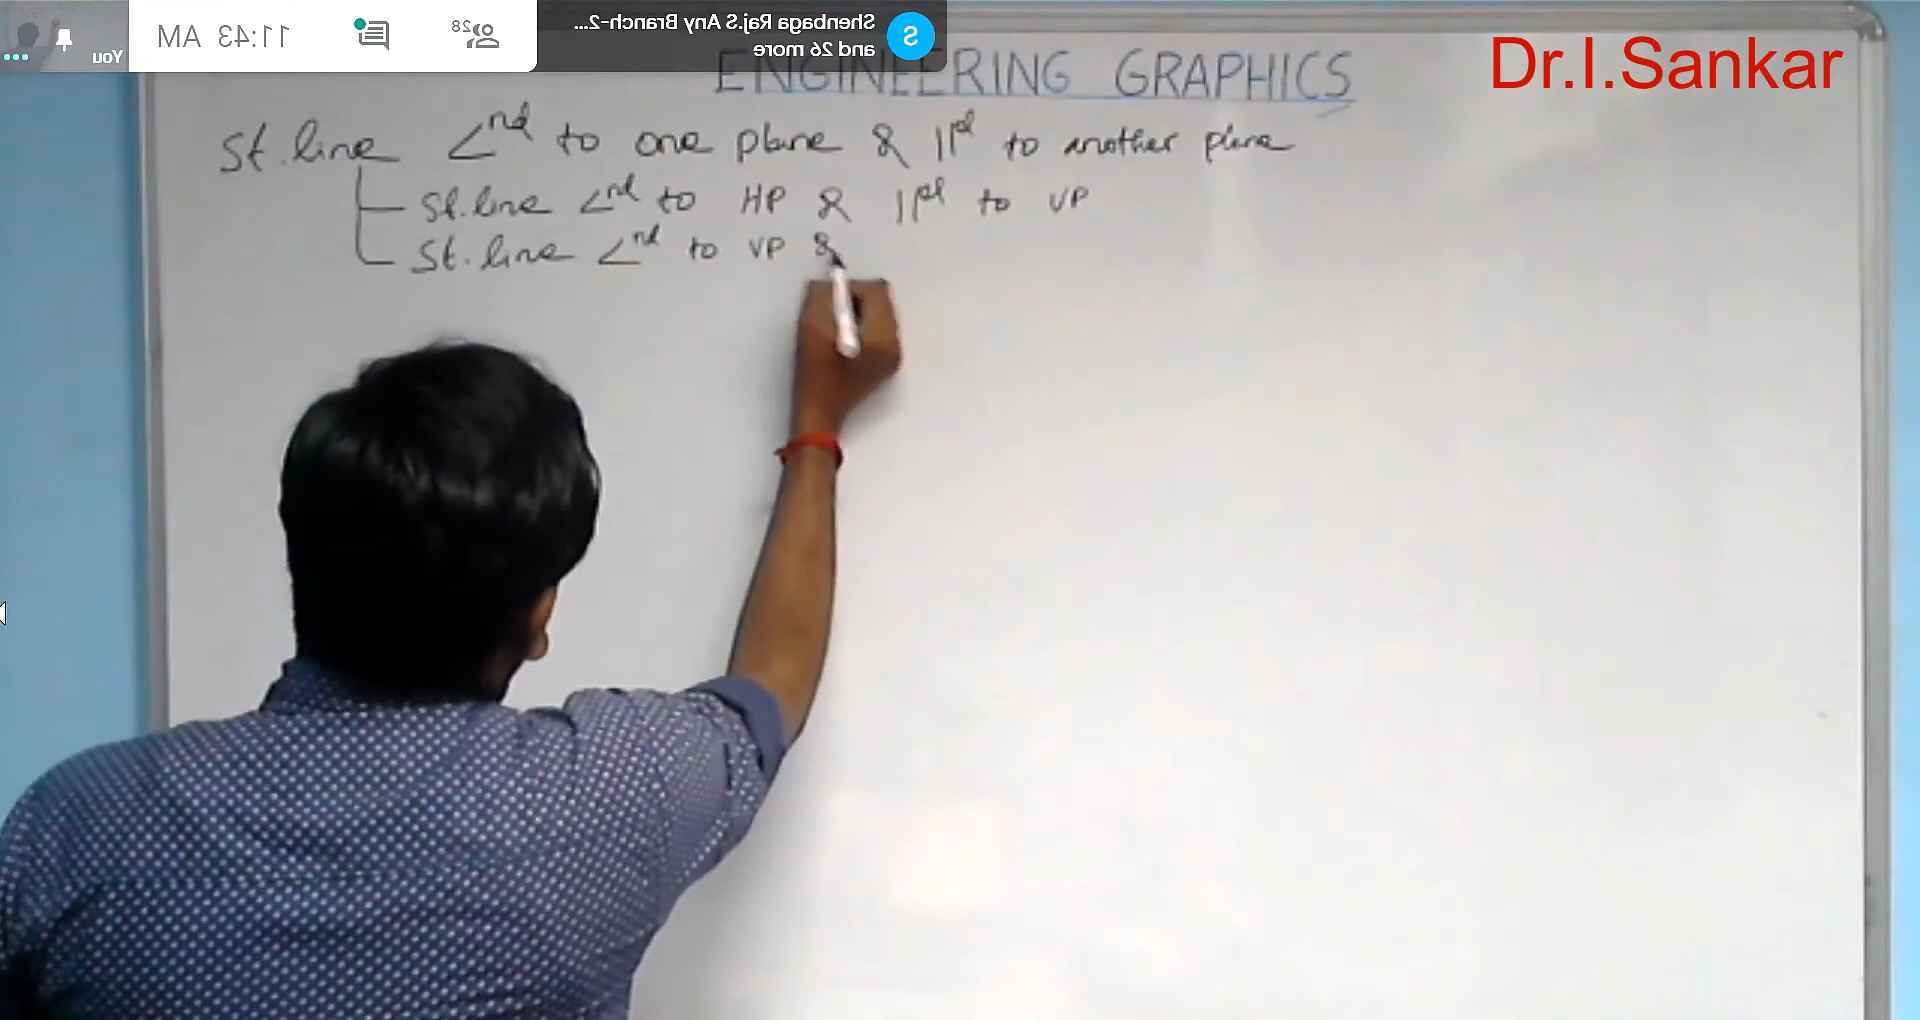 You
11:43 AM
28
Shenbaga Raj.S Any Branch-2...
and 26 more
S
Dr.I.Sankar
ENGINEERING GRAPHICS
St. line ∠nd to one plane & ||el to another plane
St. line ∠nd to HP & ||el to VP
St. line ∠nd to VP &